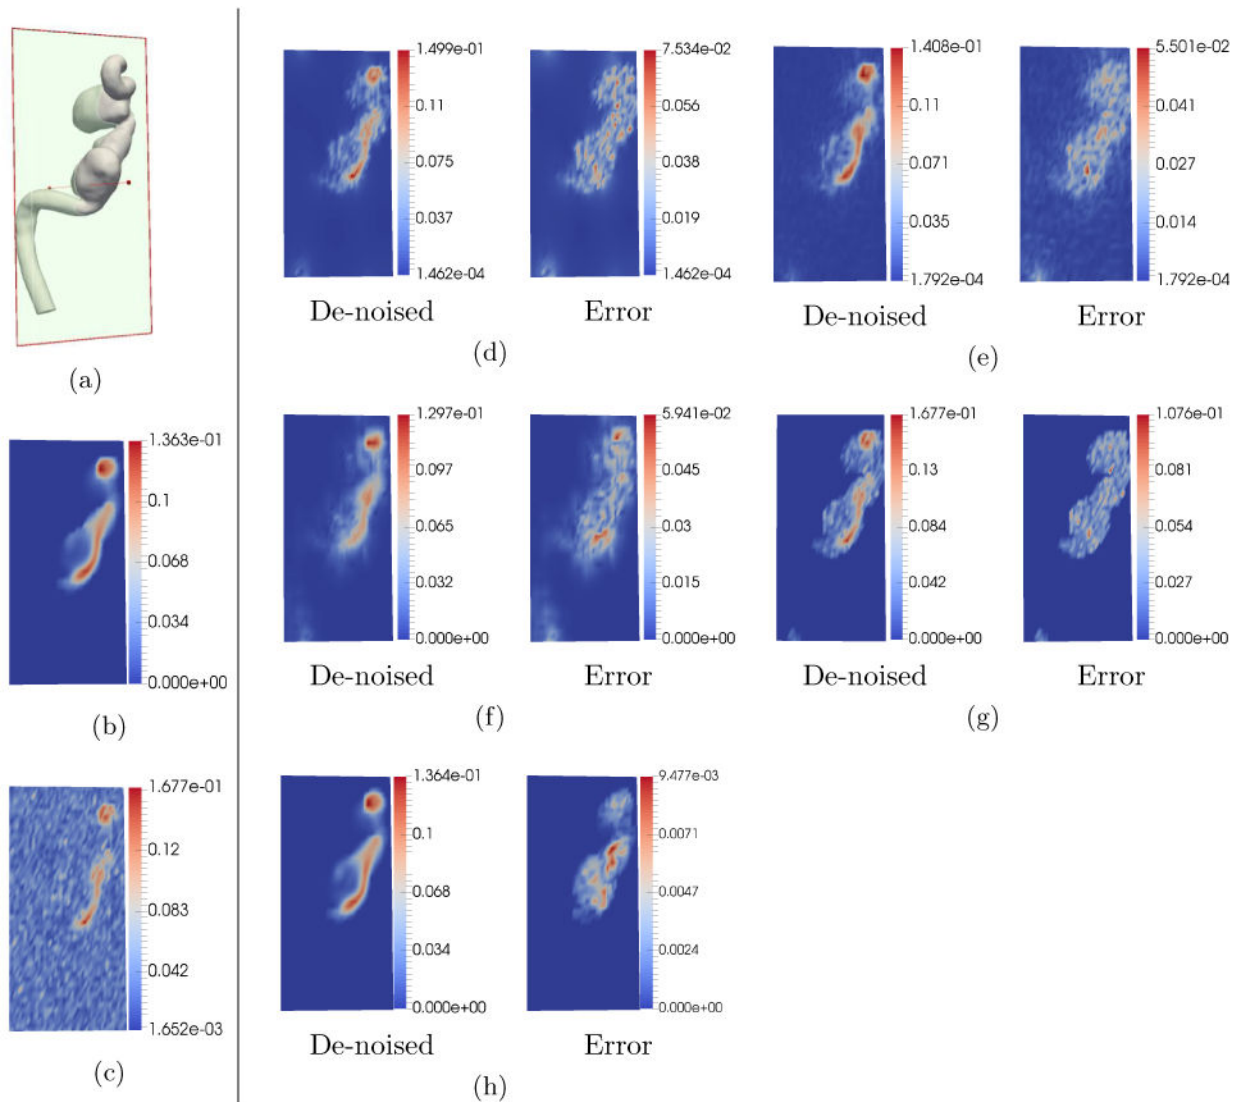 (a)
1.363e-01
0.1
0.068
0.034
0.000e+00
(b)
1.677e-01
0.12
0.083
0.042
1.652e-03
(c)
1.499e-01
0.11
0.075
0.037
1.462e-04
De-noised
7.534e-02
0.056
0.038
0.019
1.462e-04
Error
(d)
1.408e-01
0.11
0.071
0.035
1.792e-04
De-noised
5.501e-02
0.041
0.027
0.014
1.792e-04
Error
(e)
1.297e-01
0.097
0.065
0.032
0.000e+00
De-noised
5.941e-02
0.045
0.03
0.015
0.000e+00
Error
(f)
1.677e-01
0.13
0.084
0.042
0.000e+00
De-noised
1.076e-01
0.081
0.054
0.027
0.000e+00
Error
(g)
1.364e-01
0.1
0.068
0.034
0.000e+00
De-noised
9.477e-03
0.0071
0.0047
0.0024
0.000e+00
Error
(h)